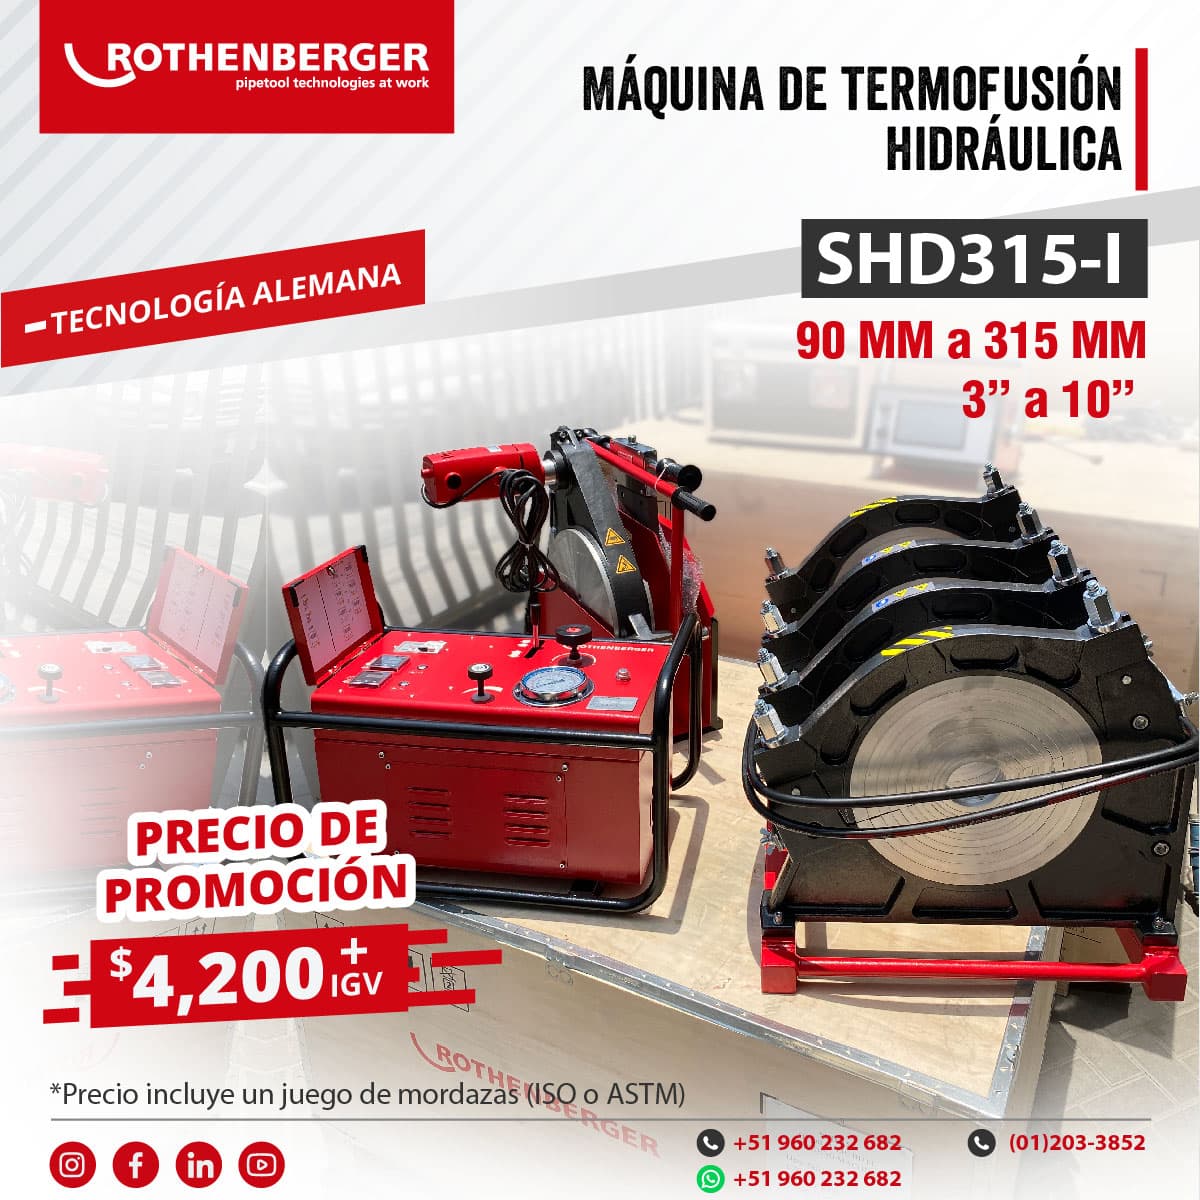 ROTHENBERGER
pipetool technologies at work
MÁQUINA DE TERMOFUSIÓN
HIDRÁULICA
SHD315-I
90 MM a 315 MM
3” a 10”
TECNOLOGÍA ALEMANA
ROTHENBERGER
PRECIO DE
PROMOCIÓN
$4,200 + IGV
ROTHENBERGER
*Precio incluye un juego de mordazas (ISO o ASTM)
+51 960 232 682
(01)203-3852
+51 960 232 682